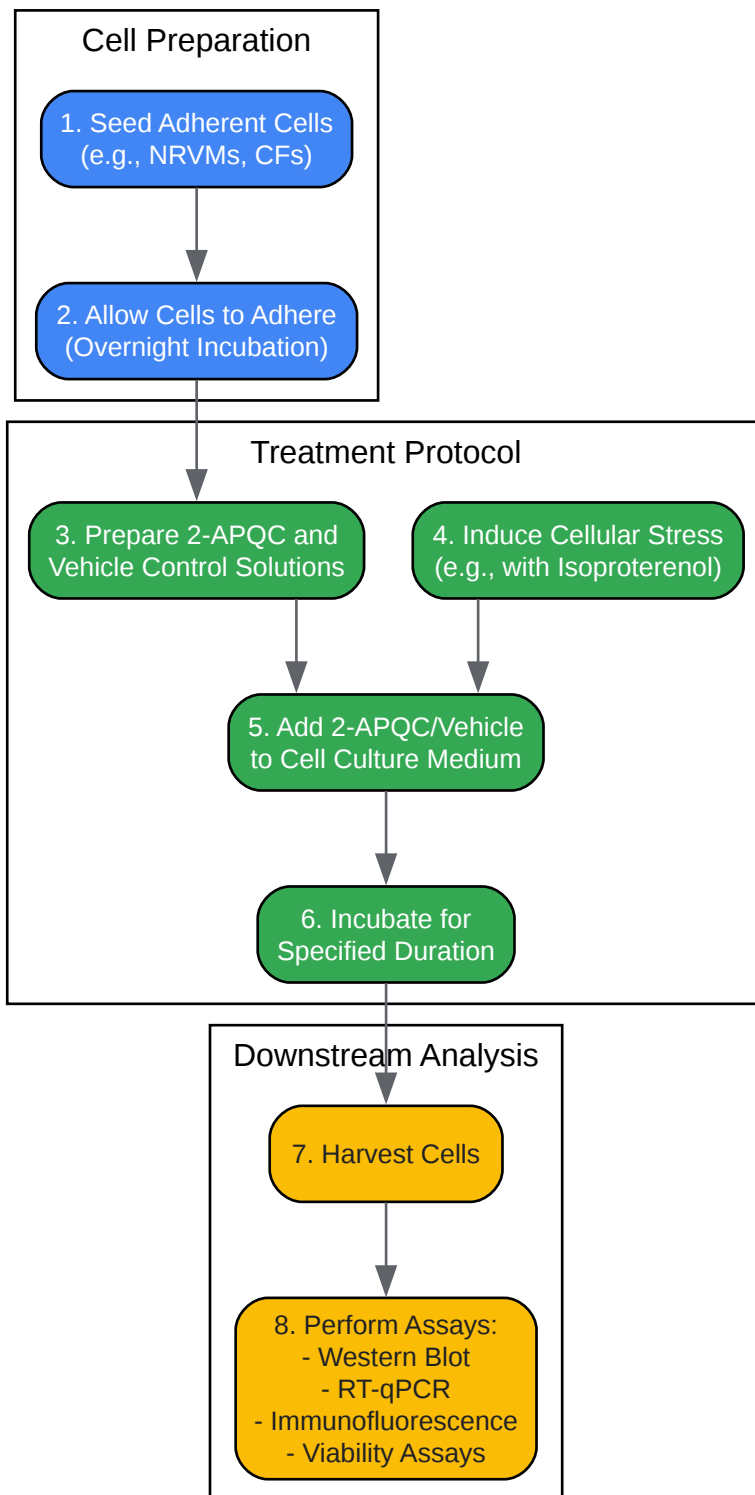 Cell Preparation
1. Seed Adherent Cells
(e.g., NRVMs, CFs)
2. Allow Cells to Adhere
(Overnight Incubation)
Treatment Protocol
3. Prepare 2-APQC and
Vehicle Control Solutions
4. Induce Cellular Stress
(e.g., with Isoproterenol)
5. Add 2-APQC/Vehicle
to Cell Culture Medium
6. Incubate for
Specified Duration
Downstream Analysis
7. Harvest Cells
8. Perform Assays:
- Western Blot
- RT-qPCR
- Immunofluorescence
- Viability Assays